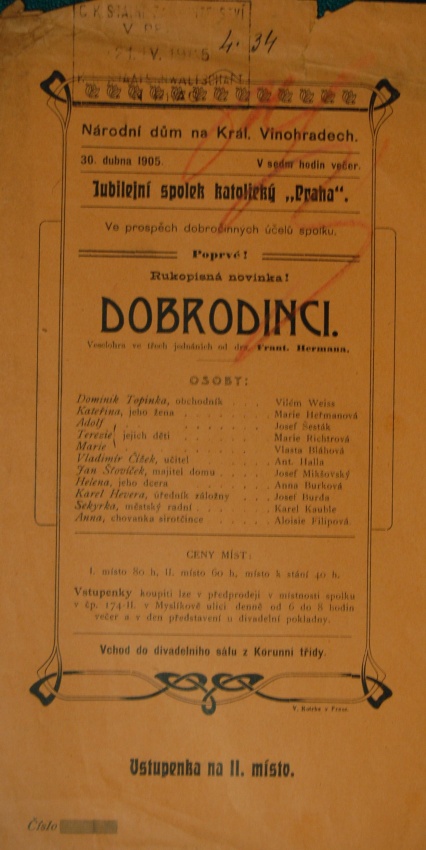 4. 34
Národní dům na Král. Vinohradech.
30. dubna 1905. V sedm hodin večer.
Jubilejní spolek katolický „Praha“.
Ve prospěch dobročinných účelů spolku.
Poprvé!
Rukopisná novinka!
DOBRODINCI.
Veselohra ve třech jednáních od dra. Frant. Hermana.
OSOBY:
Dominik Topinka, obchodník . . . . Vilém Weiss
Kateřina, jeho žena . . . . . . . Marie Heřmanová
Adolf . . . . . . . Josef Šesták
Terezie } jejich děti . . . . . . . Marie Richtrová
Marie . . . . . . . Vlasta Bláhová
Vladimír Čížek, učitel . . . . . . Ant. Halla
Jan Šťovíček, majitel domu . . . . Josef Mikšovský
Helena, jeho dcera . . . . . . . Anna Burková
Karel Hevera, úředník záložny . . . Josef Burda
Sekyrka, městský radní . . . . . . Karel Kauble
Anna, chovanka sirotčince . . . . Aloisie Filipová
CENY MÍST:
I. místo 80 h, II. místo 60 h, místo k stání 40 h.
Vstupenky koupiti lze v předprodeji v místnosti spolku
v čp. 174-II. v Myslíkově ulici denně od 6 do 8 hodin
večer a v den představení u divadelní pokladny.
Vchod do divadelního sálu z Korunní třídy.
Vstupenka na II. místo.
Číslo